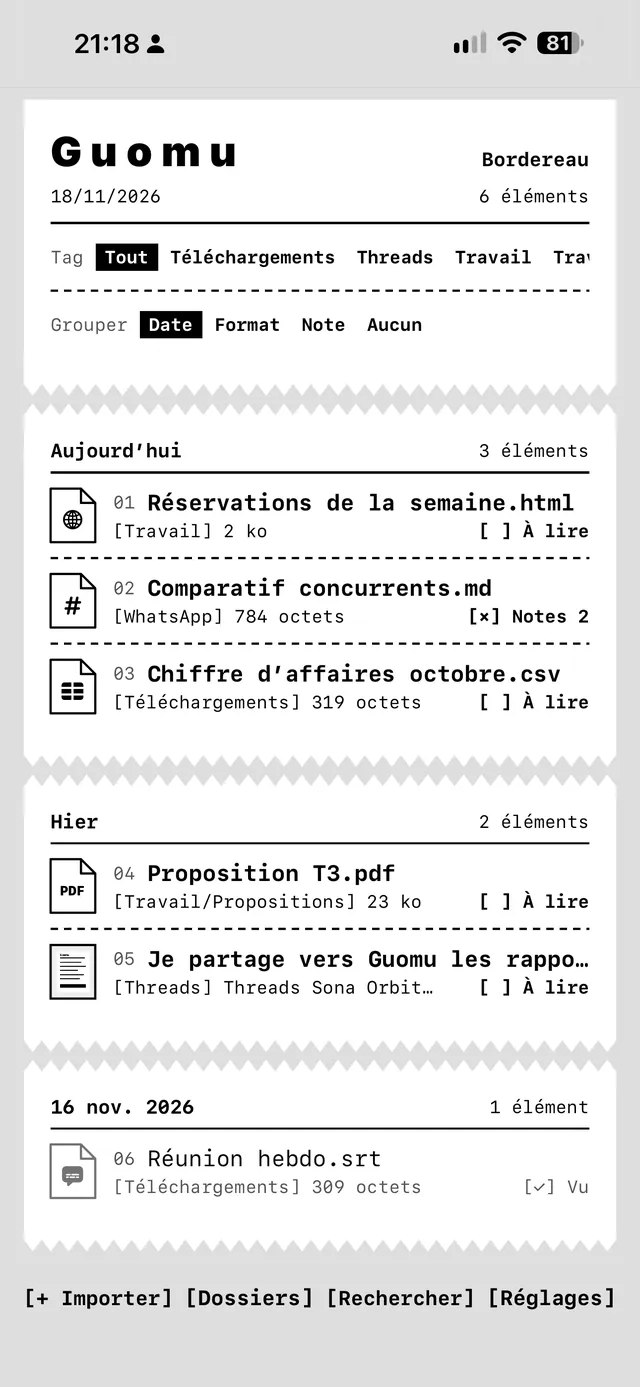 21:18
81
Guomu
Bordereau
18/11/2026
6 éléments
Tag Tout Téléchargements Threads Travail
Grouper Date Format Note Aucun
Aujourd’hui
3 éléments
01 Réservations de la semaine.html
[Travail] 2 ko
[ ] À lire
#
02 Comparatif concurrents.md
[WhatsApp] 784 octets
[×] Notes 2
03 Chiffre d’affaires octobre.csv
[Téléchargements] 319 octets
[ ] À lire
Hier
2 éléments
PDF
04 Proposition T3.pdf
[Travail/Propositions] 23 ko
[ ] À lire
05 Je partage vers Guomu les rappo…
[Threads] Threads Sona Orbit…
[ ] À lire
16 nov. 2026
1 élément
06 Réunion hebdo.srt
[Téléchargements] 309 octets
[✓] Vu
[+ Importer] [Dossiers] [Rechercher] [Réglages]